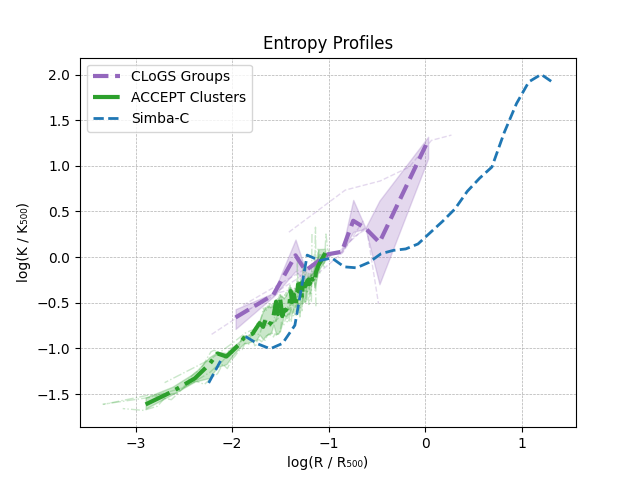 Entropy Profiles
CLoGS Groups
ACCEPT Clusters
Simba-C
log(K / K₅₀₀)
2.0
1.5
1.0
0.5
0.0
−0.5
−1.0
−1.5
−3
−2
−1
0
1
log(R / R₅₀₀)